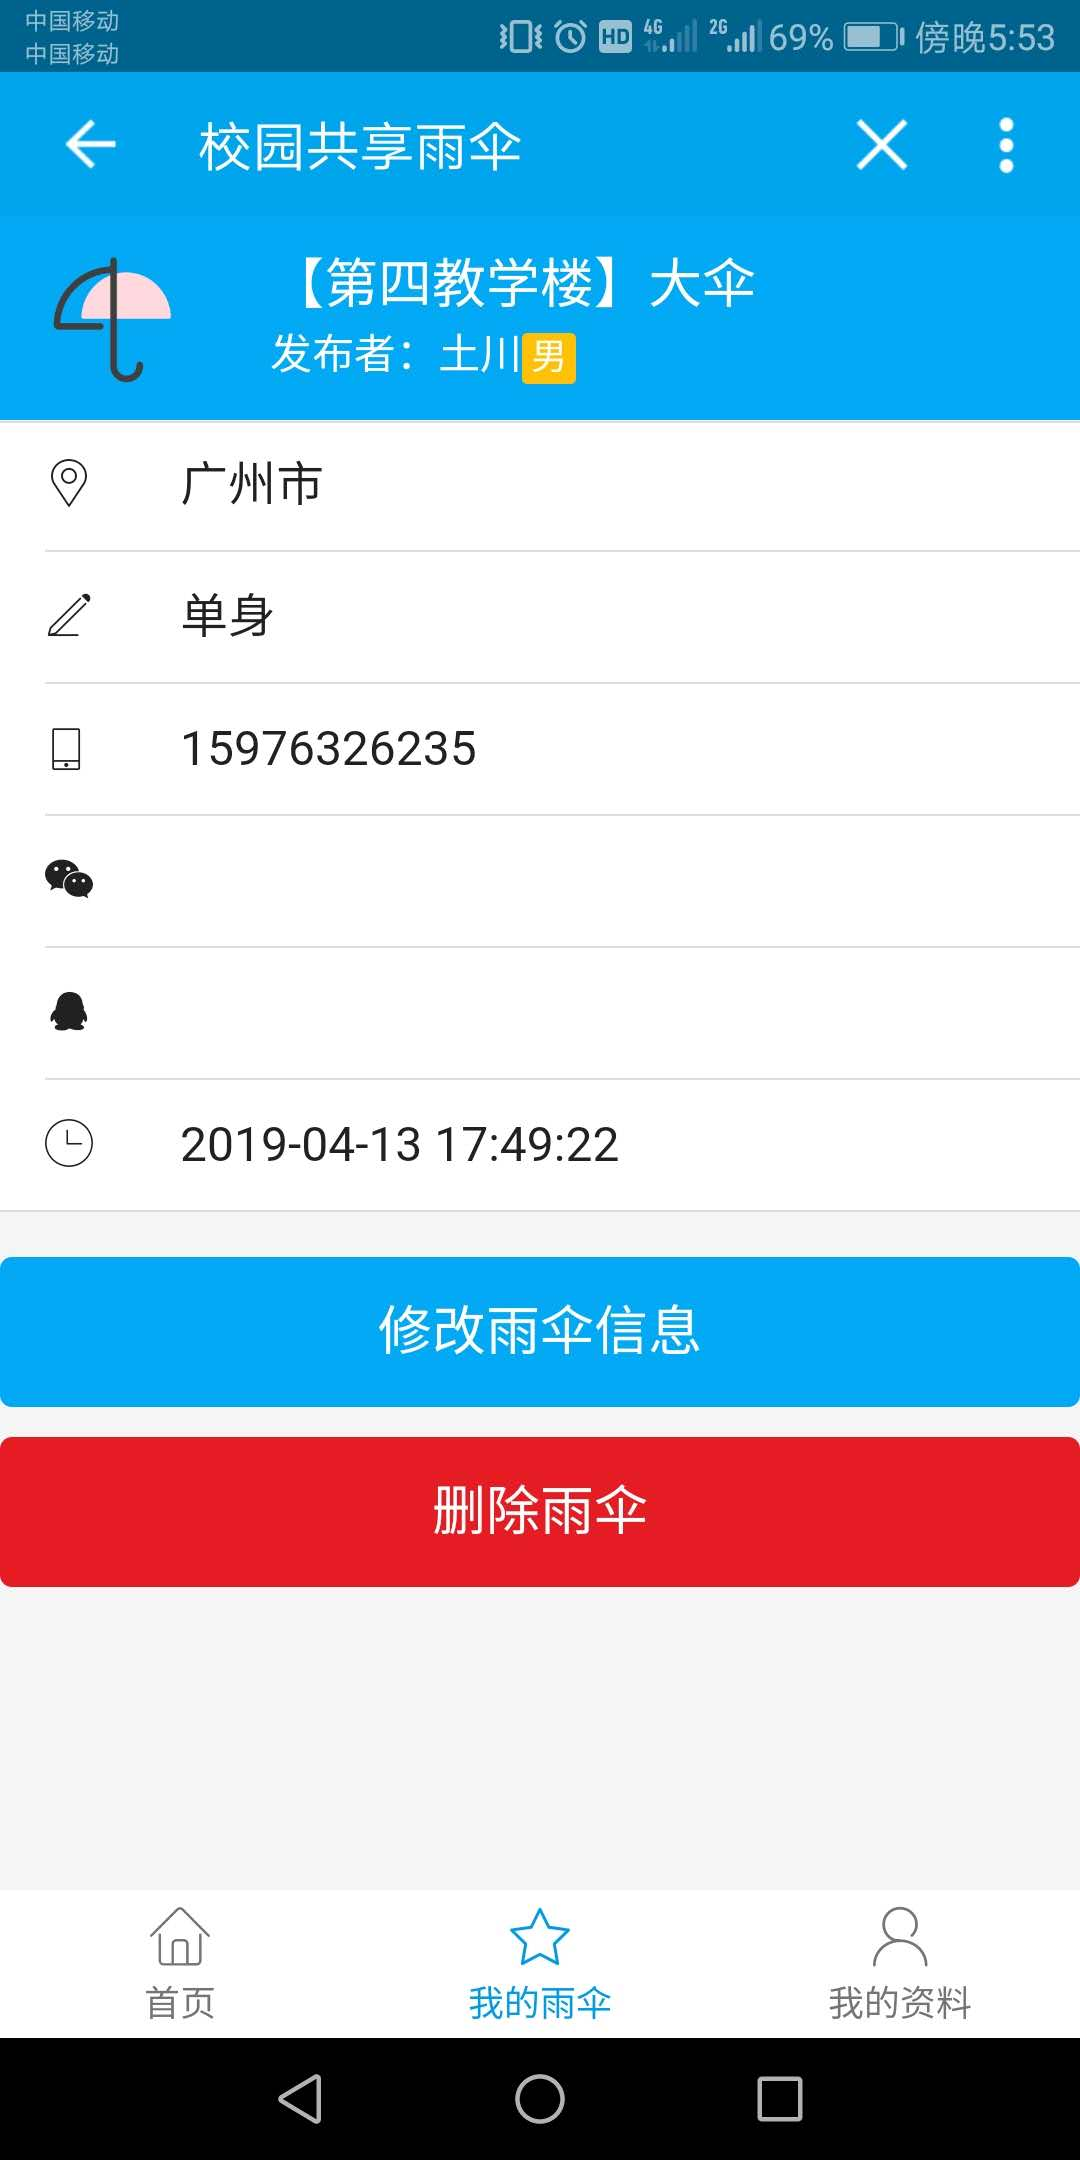 中国移动
中国移动
HD 4G 2G 69% 傍晚5:53
校园共享雨伞
【第四教学楼】大伞
发布者：土川男
广州市
单身
15976326235
2019-04-13 17:49:22
修改雨伞信息
删除雨伞
首页 我的雨伞 我的资料